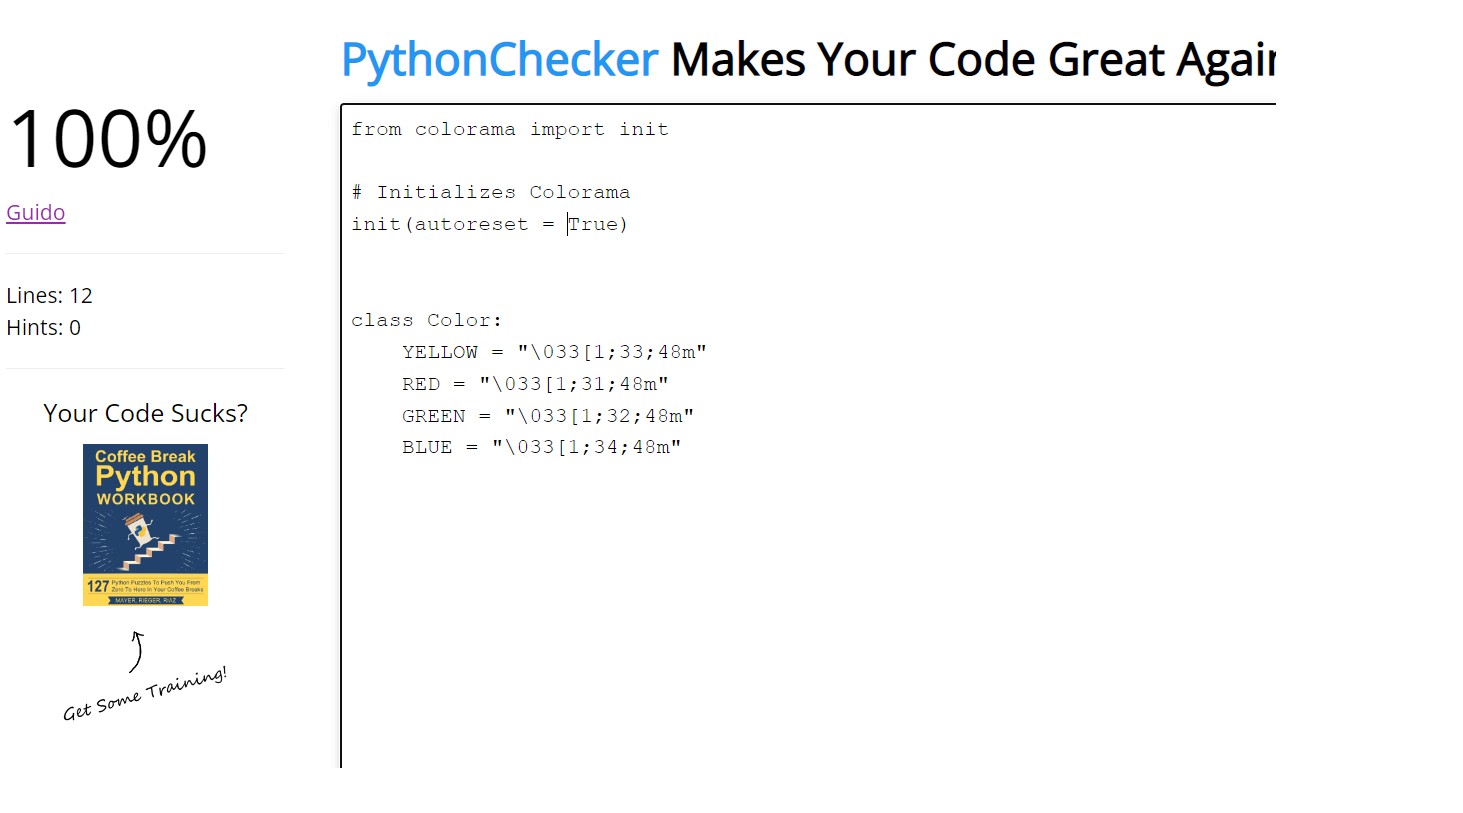 PythonChecker Makes Your Code Great Again
100%
Guido
Lines: 12
Hints: 0
Your Code Sucks?
Coffee Break
Python
WORKBOOK
127 Python Puzzles To Push You From
Zero To Hero in Your Coffee Breaks
MAYER, RIEGER, RIAZ
Get Some Training!
from colorama import init
# Initializes Colorama
init(autoreset = True)
class Color:
    YELLOW = "\033[1;33;48m"
    RED = "\033[1;31;48m"
    GREEN = "\033[1;32;48m"
    BLUE = "\033[1;34;48m"